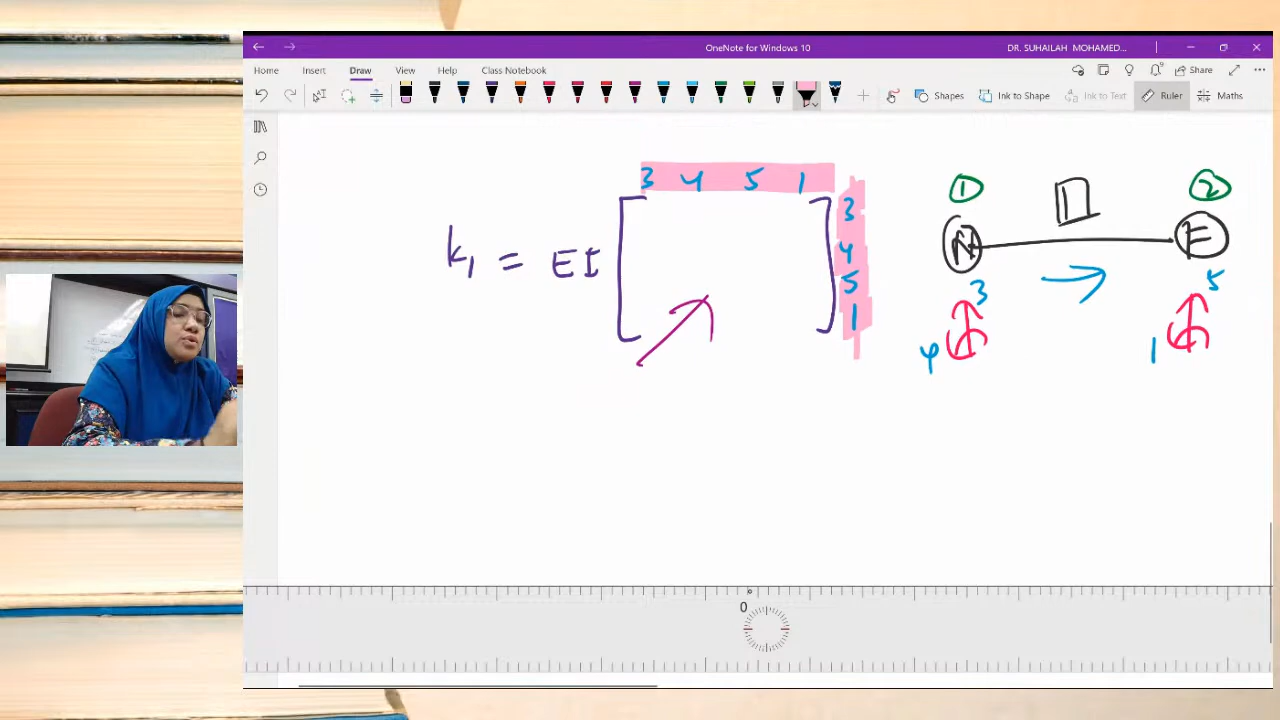 OneNote for Windows 10
DR. SUHAILAH MOHAMED...
Home Insert Draw View Help Class Notebook
Share
Shapes Ink to Shape Ink to Text Ruler Maths
3 4 5 1
3
4
5
1
k1 = EI
1 1 2
N E
3 5
4 1
0